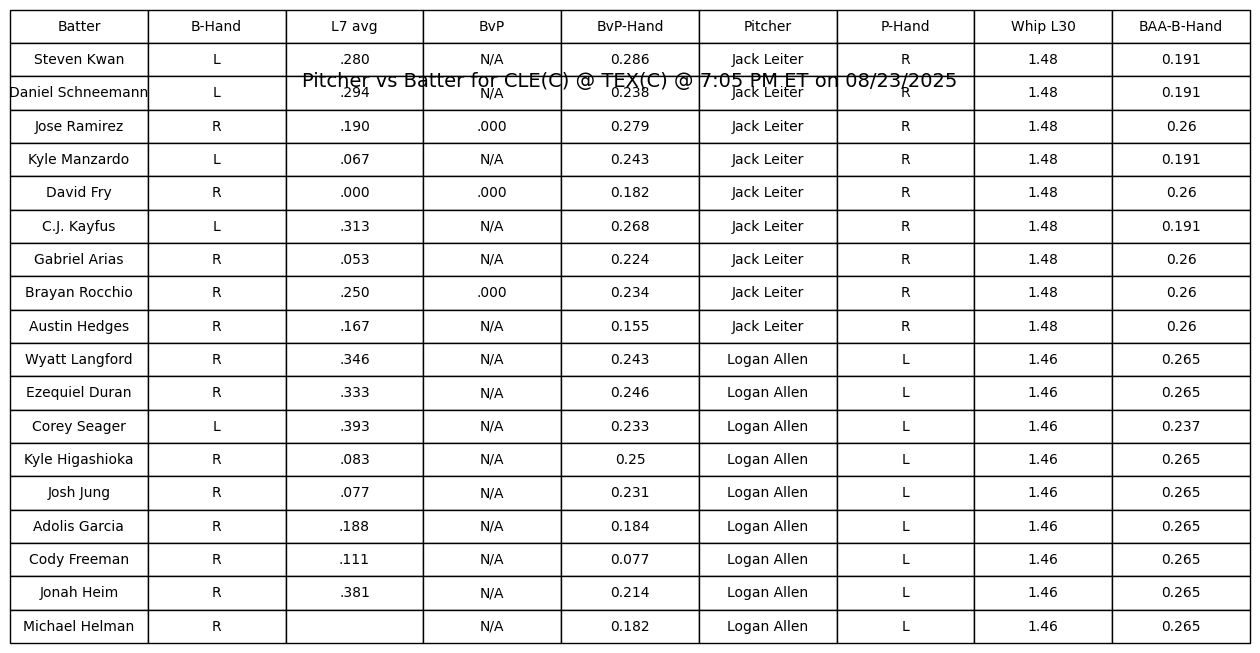 Batter B-Hand L7 avg BvP BvP-Hand Pitcher P-Hand Whip L30 BAA-B-Hand
Steven Kwan L .280 N/A 0.286 Jack Leiter R 1.48 0.191
Pitcher vs Batter for CLE(C) @ TEX(C) @ 7:05 PM ET on 08/23/2025
Daniel Schneemann L .294 N/A 0.238 Jack Leiter R 1.48 0.191
Jose Ramirez R .190 .000 0.279 Jack Leiter R 1.48 0.26
Kyle Manzardo L .067 N/A 0.243 Jack Leiter R 1.48 0.191
David Fry R .000 .000 0.182 Jack Leiter R 1.48 0.26
C.J. Kayfus L .313 N/A 0.268 Jack Leiter R 1.48 0.191
Gabriel Arias R .053 N/A 0.224 Jack Leiter R 1.48 0.26
Brayan Rocchio R .250 .000 0.234 Jack Leiter R 1.48 0.26
Austin Hedges R .167 N/A 0.155 Jack Leiter R 1.48 0.26
Wyatt Langford R .346 N/A 0.243 Logan Allen L 1.46 0.265
Ezequiel Duran R .333 N/A 0.246 Logan Allen L 1.46 0.265
Corey Seager L .393 N/A 0.233 Logan Allen L 1.46 0.237
Kyle Higashioka R .083 N/A 0.25 Logan Allen L 1.46 0.265
Josh Jung R .077 N/A 0.231 Logan Allen L 1.46 0.265
Adolis Garcia R .188 N/A 0.184 Logan Allen L 1.46 0.265
Cody Freeman R .111 N/A 0.077 Logan Allen L 1.46 0.265
Jonah Heim R .381 N/A 0.214 Logan Allen L 1.46 0.265
Michael Helman R N/A 0.182 Logan Allen L 1.46 0.265